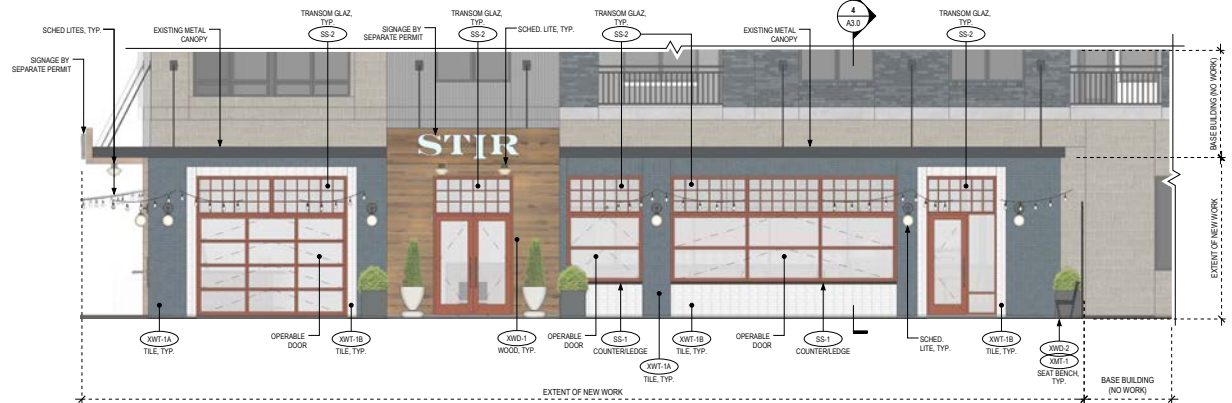 TRANSOM GLAZ,
TYP.
SS-2
TRANSOM GLAZ,
TYP.
SS-2
TRANSOM GLAZ,
TYP.
SS-2
4
A3.0
TRANSOM GLAZ,
TYP.
SS-2
SCHED LITES, TYP.
EXISTING METAL
CANOPY
SIGNAGE BY
SEPARATE PERMIT
SCHED. LITE, TYP.
EXISTING METAL
CANOPY
SIGNAGE BY
SEPARATE PERMIT
BASE BUILDING (NO WORK)
STIR
EXTENT OF NEW WORK
XWT-1A
TILE, TYP.
OPERABLE
DOOR
XWT-1B
TILE, TYP.
XWD-1
WOOD, TYP.
OPERABLE
DOOR
SS-1
COUNTER/LEDGE
XWT-1A
TILE, TYP.
XWT-1B
TILE, TYP.
OPERABLE
DOOR
SS-1
COUNTER/LEDGE
SCHED.
LITE, TYP.
XWT-1B
TILE, TYP.
XWD-2
XMT-1
SEAT BENCH,
TYP.
EXTENT OF NEW WORK
BASE BUILDING
(NO WORK)